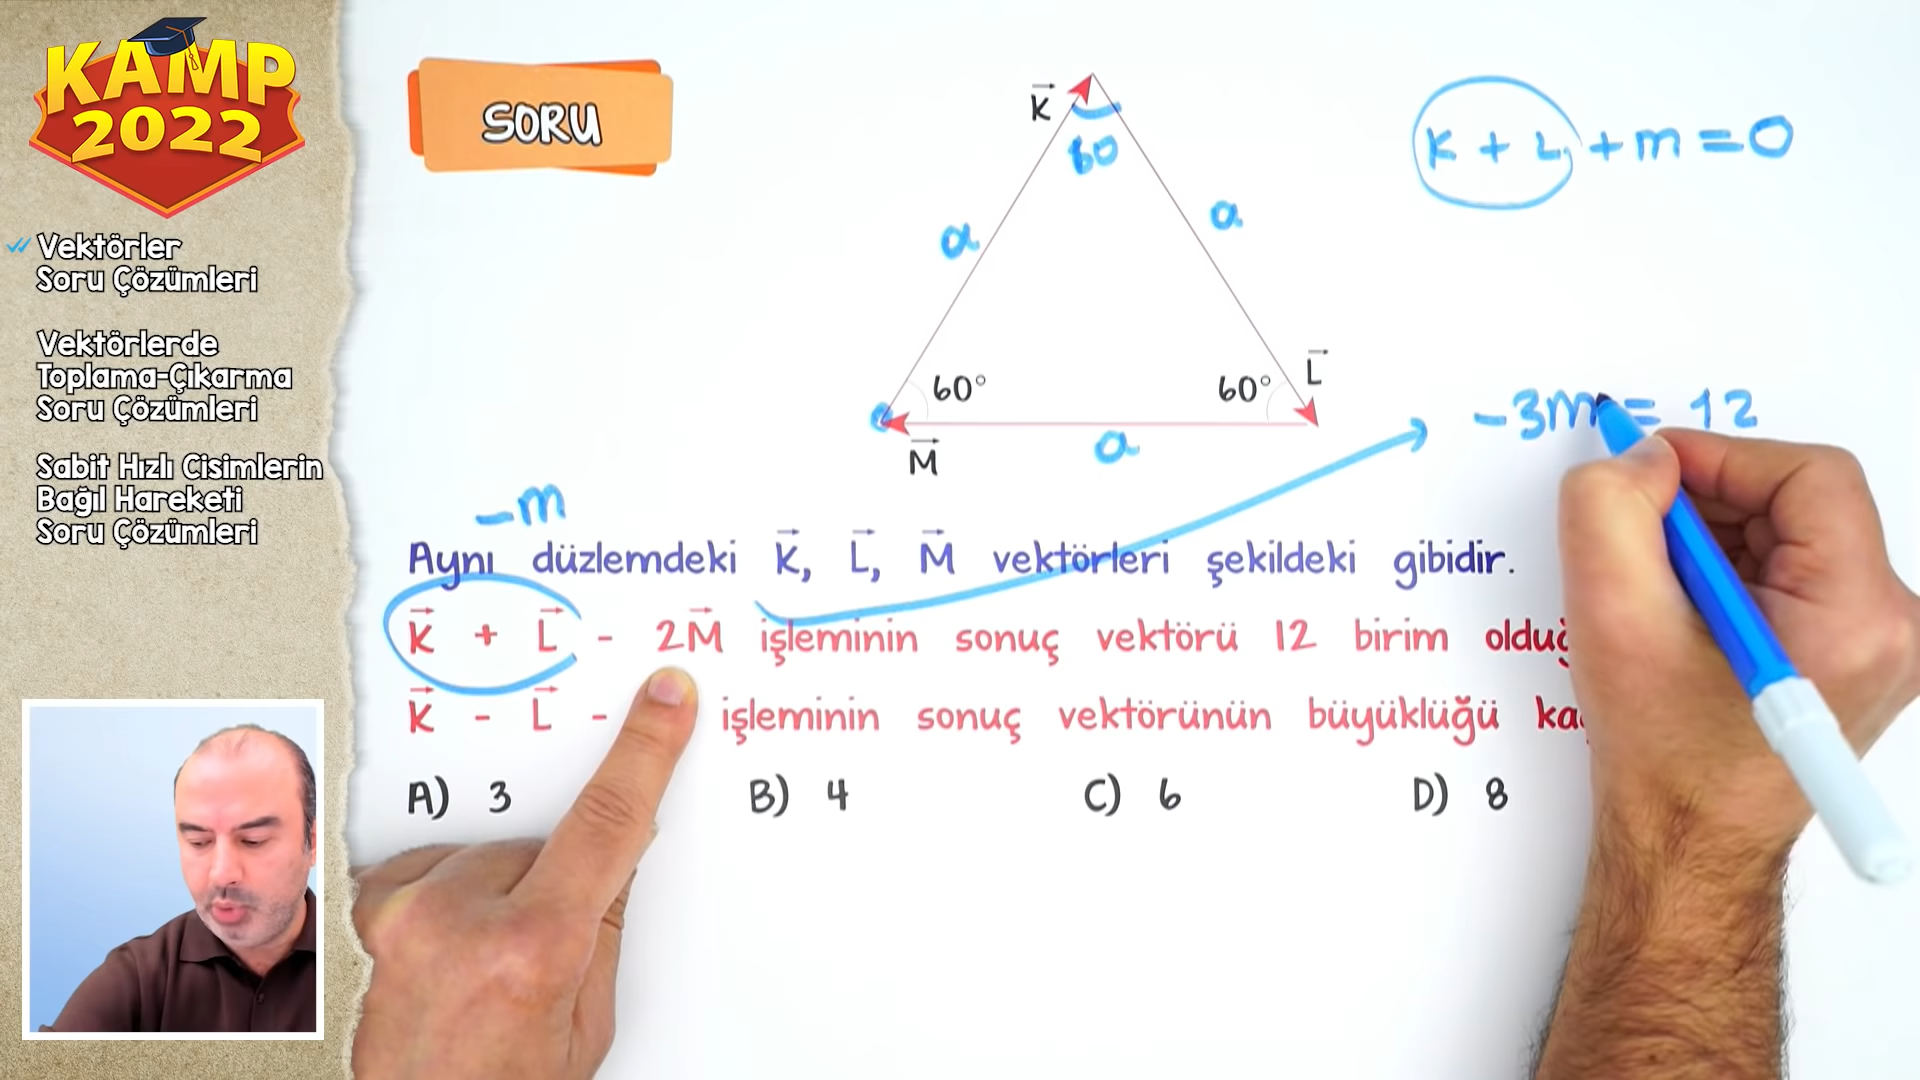 KAMP
2022
Vektörler
Soru Çözümleri
Vektörlerde
Toplama-Çıkarma
Soru Çözümleri
Sabit Hızlı Cisimlerin
Bağıl Hareketi
Soru Çözümleri
SORU
K
60
a
a
60°
60°
L
M
a
K + L + m = 0
-3m = 12
-m
Aynı düzlemdeki K, L, M vektörleri şekildeki gibidir.
K + L - 2M işleminin sonuç vektörü 12 birim
K - L - işleminin sonuç vektörünün büyüklüğü
A) 3 B) 4 C) 6 D) 8